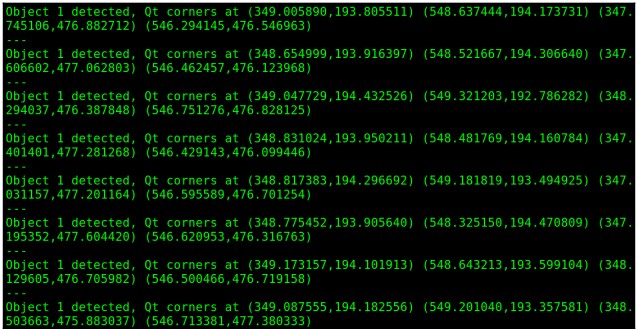 Object 1 detected, Qt corners at (349.005890,193.805511) (548.637444,194.173731) (347.
745106,476.882712) (546.294145,476.546963)
---
Object 1 detected, Qt corners at (348.654999,193.916397) (548.521667,194.306640) (347.
606602,477.062803) (546.462457,476.123968)
---
Object 1 detected, Qt corners at (349.047729,194.432526) (549.321203,192.786282) (348.
294037,476.387848) (546.751276,476.828125)
---
Object 1 detected, Qt corners at (348.831024,193.950211) (548.481769,194.160784) (347.
401401,477.281268) (546.429143,476.099446)
---
Object 1 detected, Qt corners at (348.817383,194.296692) (549.181819,193.494925) (347.
031157,477.201164) (546.595589,476.701254)
---
Object 1 detected, Qt corners at (348.775452,193.905640) (548.325150,194.470809) (347.
195352,477.604420) (546.620953,476.316763)
---
Object 1 detected, Qt corners at (349.173157,194.101913) (548.643213,193.599104) (348.
129605,476.705982) (546.500466,476.719158)
---
Object 1 detected, Qt corners at (349.087555,194.182556) (549.201040,193.357581) (348.
503663,475.883037) (546.713381,477.380333)